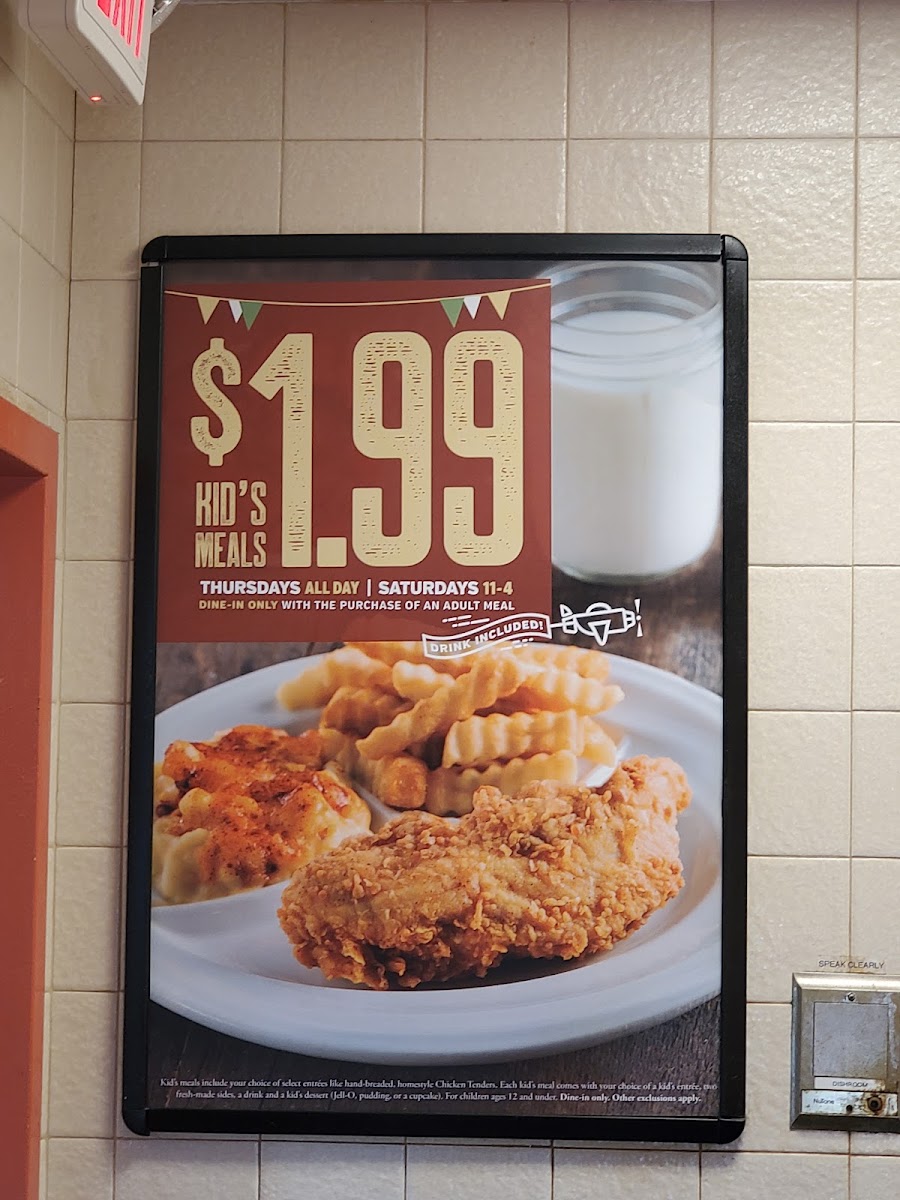 EXIT
$1.99
KID'S
MEALS
THURSDAYS ALL DAY | SATURDAYS 11-4
DINE-IN ONLY WITH THE PURCHASE OF AN ADULT MEAL
DRINK INCLUDED!
Kid's meals include your choice of select entrées like hand-breaded, homestyle Chicken Tenders. Each kid's meal comes with your choice of a kid's entrée, two
fresh-made sides, a drink and a kid's dessert (Jell-O, pudding, or a cupcake). For children ages 12 and under. Dine-in only. Other exclusions apply.
SPEAK CLEARLY
DISHROOM
NuTone